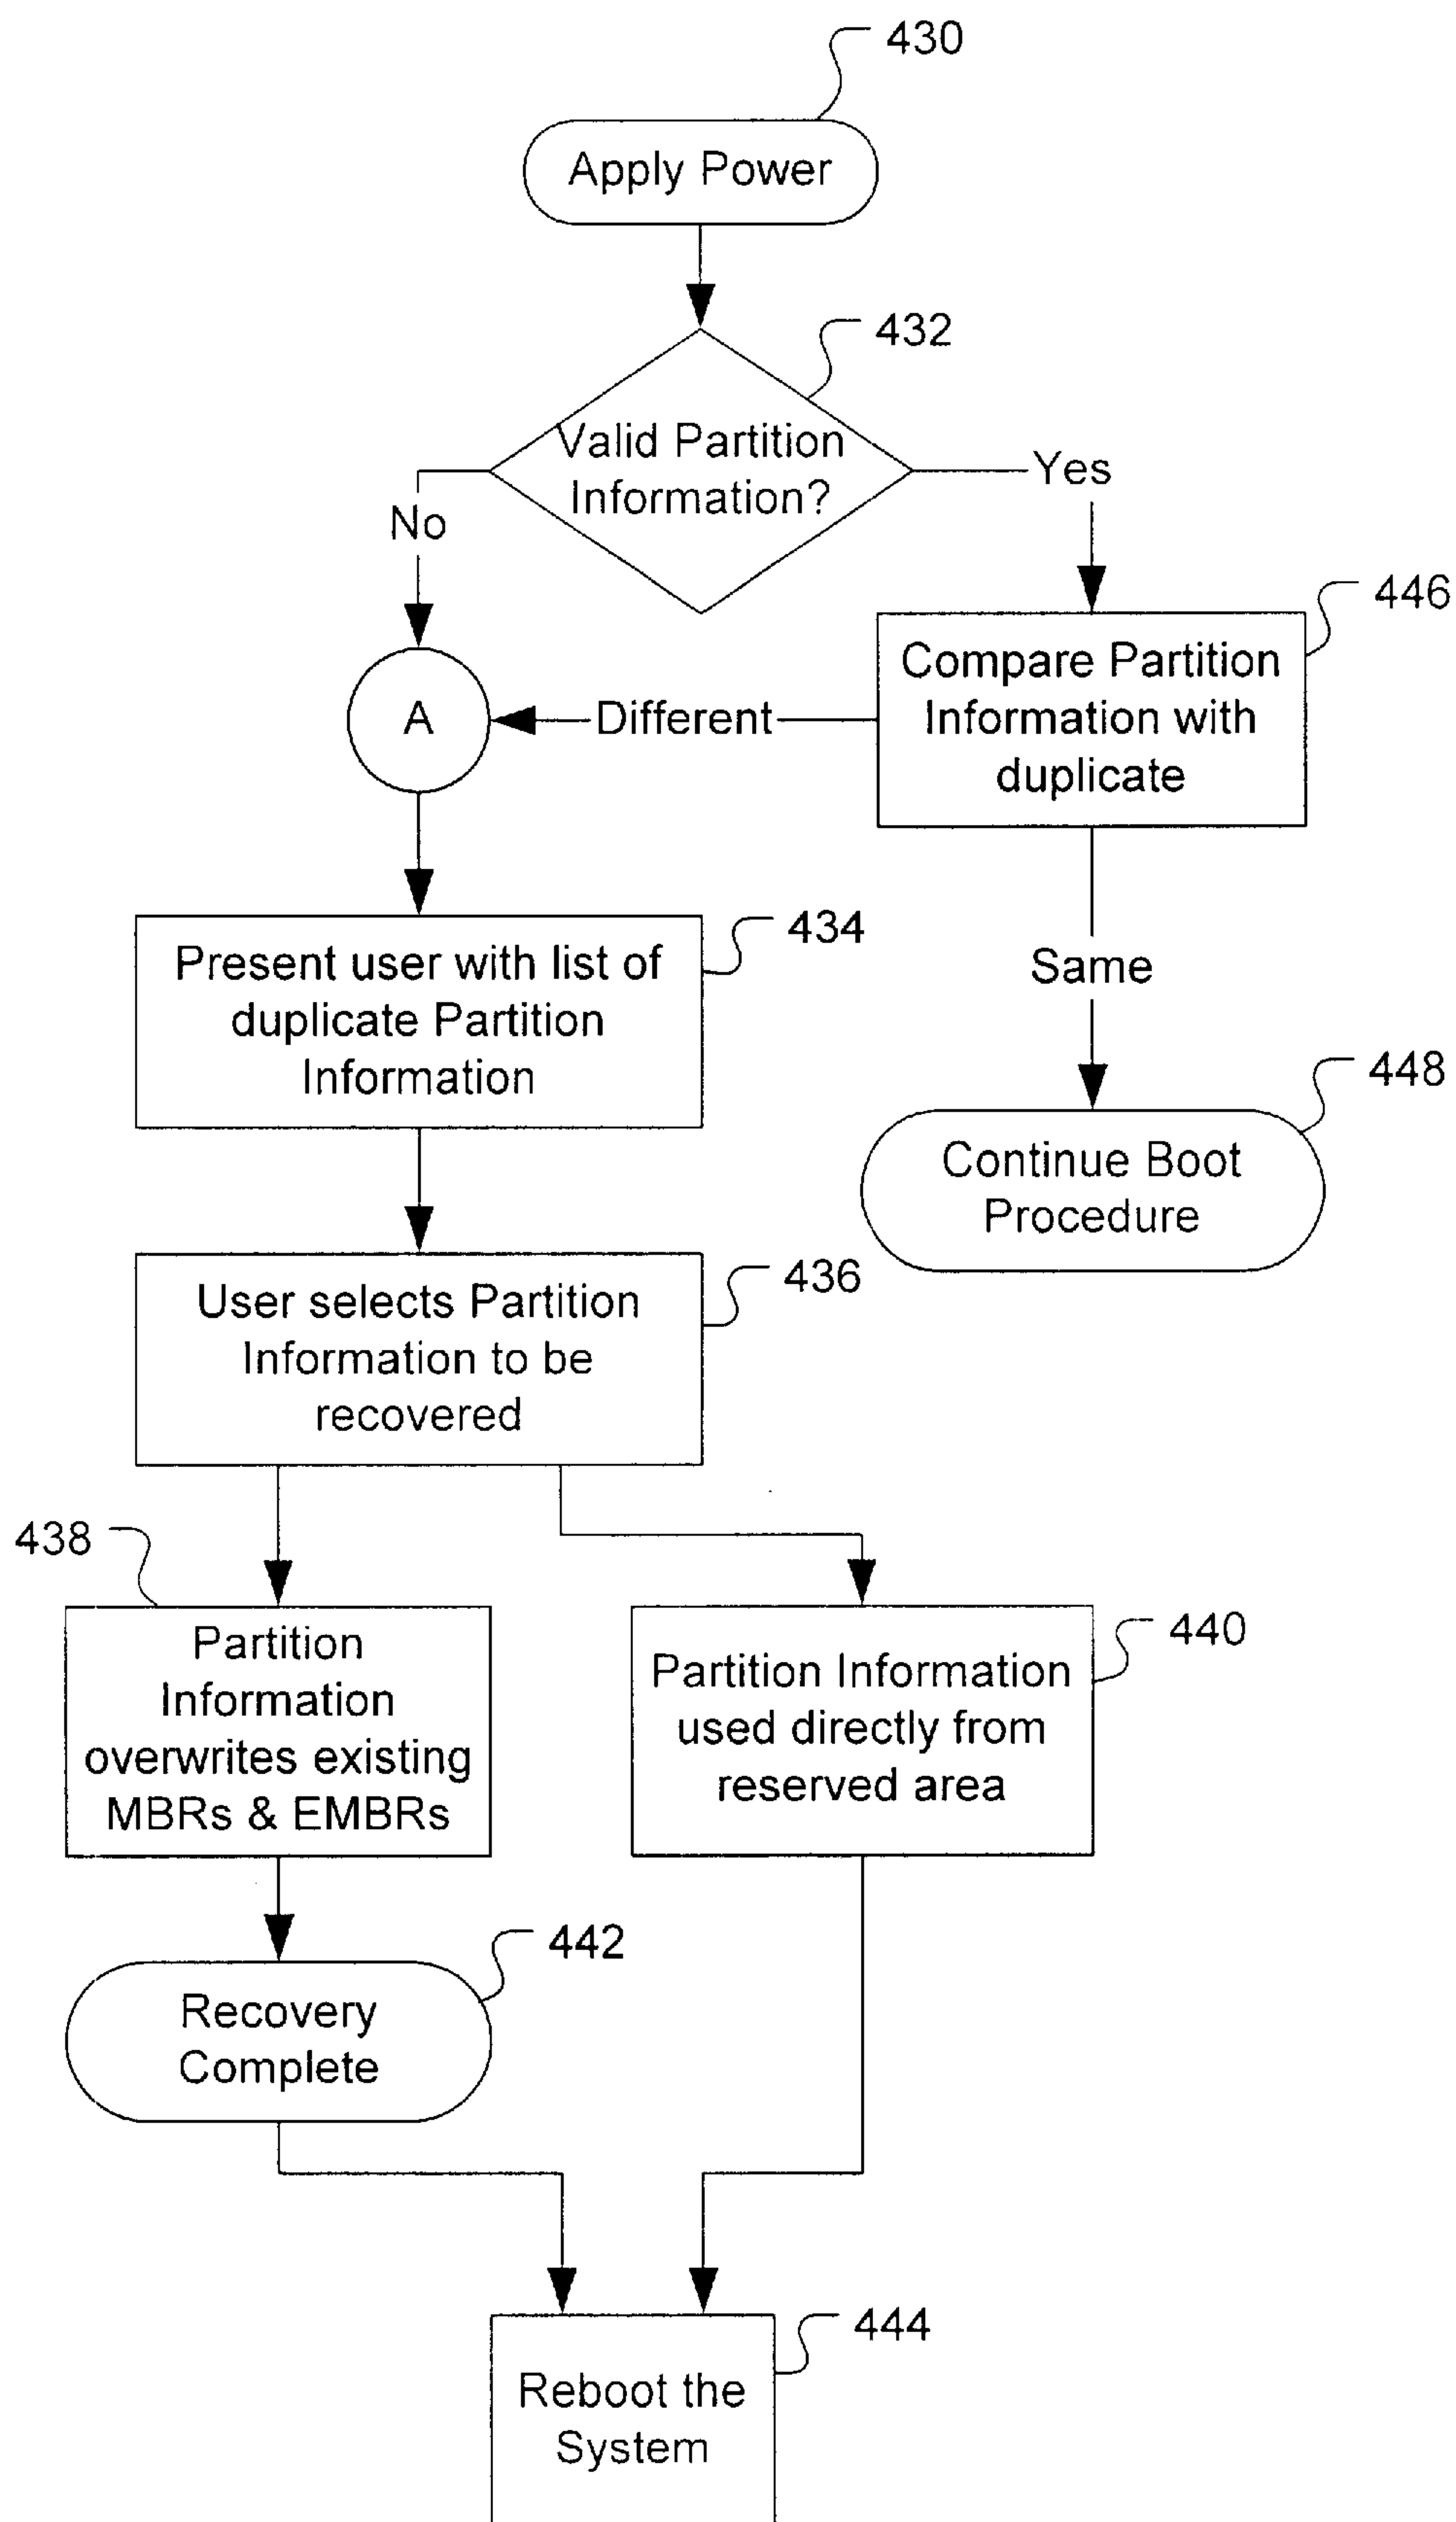 430
Apply Power
432
Valid Partition
Information?
Yes
No
446
Compare Partition
Information with
duplicate
Different
A
434
Present user with list of
duplicate Partition
Information
Same
448
Continue Boot
Procedure
436
User selects Partition
Information to be
recovered
438
Partition
Information
overwrites existing
MBRs & EMBRs
440
Partition Information
used directly from
reserved area
442
Recovery
Complete
444
Reboot the
System